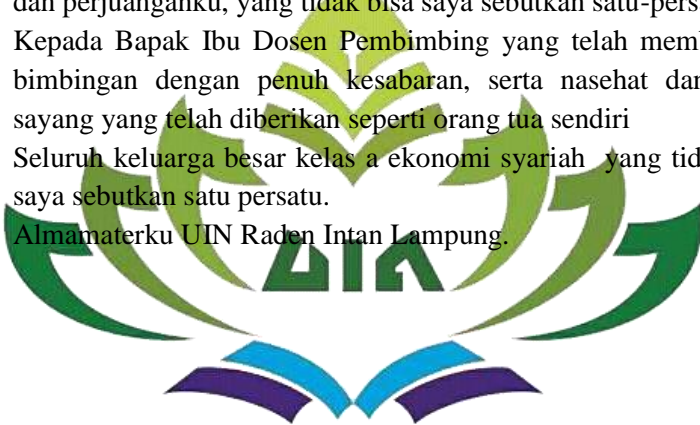 dan perjuanganku, yang tidak bisa saya sebutkan satu-pers
Kepada Bapak Ibu Dosen Pembimbing yang telah mem
bimbingan dengan penuh kesabaran, serta nasehat dan
sayang yang telah diberikan seperti orang tua sendiri
Seluruh keluarga besar kelas a ekonomi syariah yang tid
saya sebutkan satu persatu.
Almamaterku UIN Raden Intan Lampung.
UIN